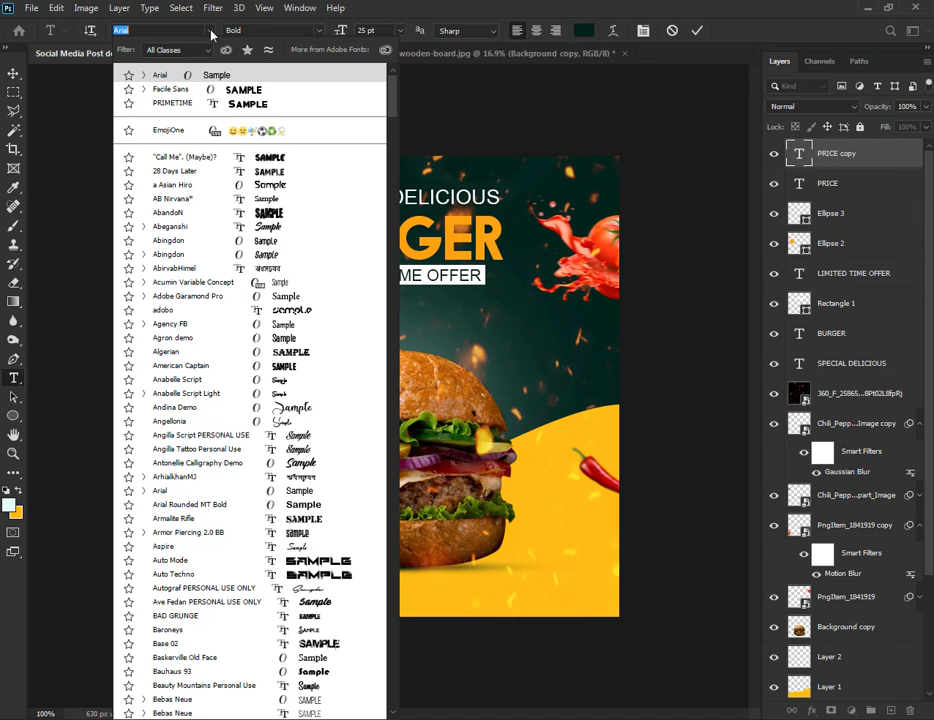 File Edit Image Layer Type Select Filter 3D View Window Help
Arial Bold 25 pt Sharp
Social Media Post de
wooden-board.jpg @ 16.9% (Background copy, RGB/8) *
Filter: All Classes More from Adobe Fonts:
Arial Sample
Facile Sans SAMPLE
PRIMETIME SAMPLE
EmojiOne
"Call Me", (Maybe)? SAMPLE
28 Days Later SAMPLE
a Asian Hiro Sample
AB Nirvana* Sample
AbandoN SAMPLE
Abeganshi Sample
Abingdon Sample
Abingdon Sample
AbirvabHimel
Acumin Variable Concept Sample
Adobe Garamond Pro Sample
adobo sample
Agency FB Sample
Agron demo Sample
Algerian SAMPLE
American Captain SAMPLE
Anabelle Script Sample
Anabelle Script Light Sample
Andina Demo Sample
Angellonia Sample
Angilla Script PERSONAL USE Sample
Angilla Tattoo Personal Use Sample
Antonelle Calligraphy Demo Sample
ArhialkhanMJ
Arial Sample
Arial Rounded MT Bold Sample
Armalite Rifle SAMPLE
Armor Piercing 2.0 BB SAMPLE
Aspire Sample
Auto Mode SAMPLE
Auto Techno SAMPLE
Autograf PERSONAL USE ONLY Sample
Ave Fedan PERSONAL USE ONLY Sample
BAD GRUNGE SAMPLE
Baroneys SAMPLE
Base 02 SAMPLE
Baskerville Old Face Sample
Bauhaus 93 Sample
Beauty Mountains Personal Use Sample
Bebas Neue SAMPLE
Bebas Neue SAMPLE
DELICIOUS
GER
ME OFFER
Layers Channels Paths
Kind
Normal Opacity: 100%
Lock: Fill: 100%
PRICE copy
PRICE
Ellipse 3
Ellipse 2
LIMITED TIME OFFER
Rectangle 1
BURGER
SPECIAL DELICIOUS
360_F_25865...8Pt02L8fpRj
Chili_Pepp...Image copy
Smart Filters
Gaussian Blur
Chili_Pepp...part_Image
PngItem_1841919 copy
Smart Filters
Motion Blur
PngItem_1841919
Background copy
Layer 2
Layer 1
100% 630 px